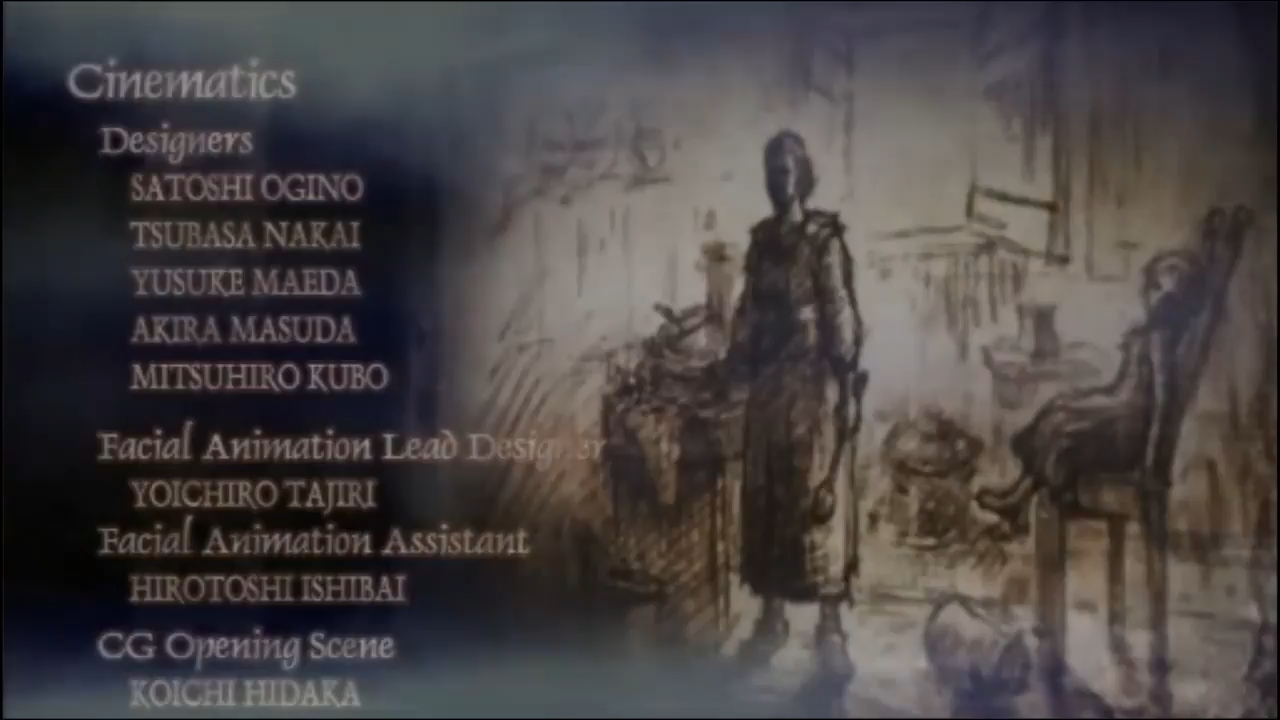 Cinematics
Designers
SATOSHI OGINO
TSUBASA NAKAI
YUSUKE MAEDA
AKIRA MASUDA
MITSUHIRO KUBO
Facial Animation Lead Designer
YOICHIRO TAJIRI
Facial Animation Assistant
HIROTOSHI ISHIBAI
CG Opening Scene
KOICHI HIDAKA